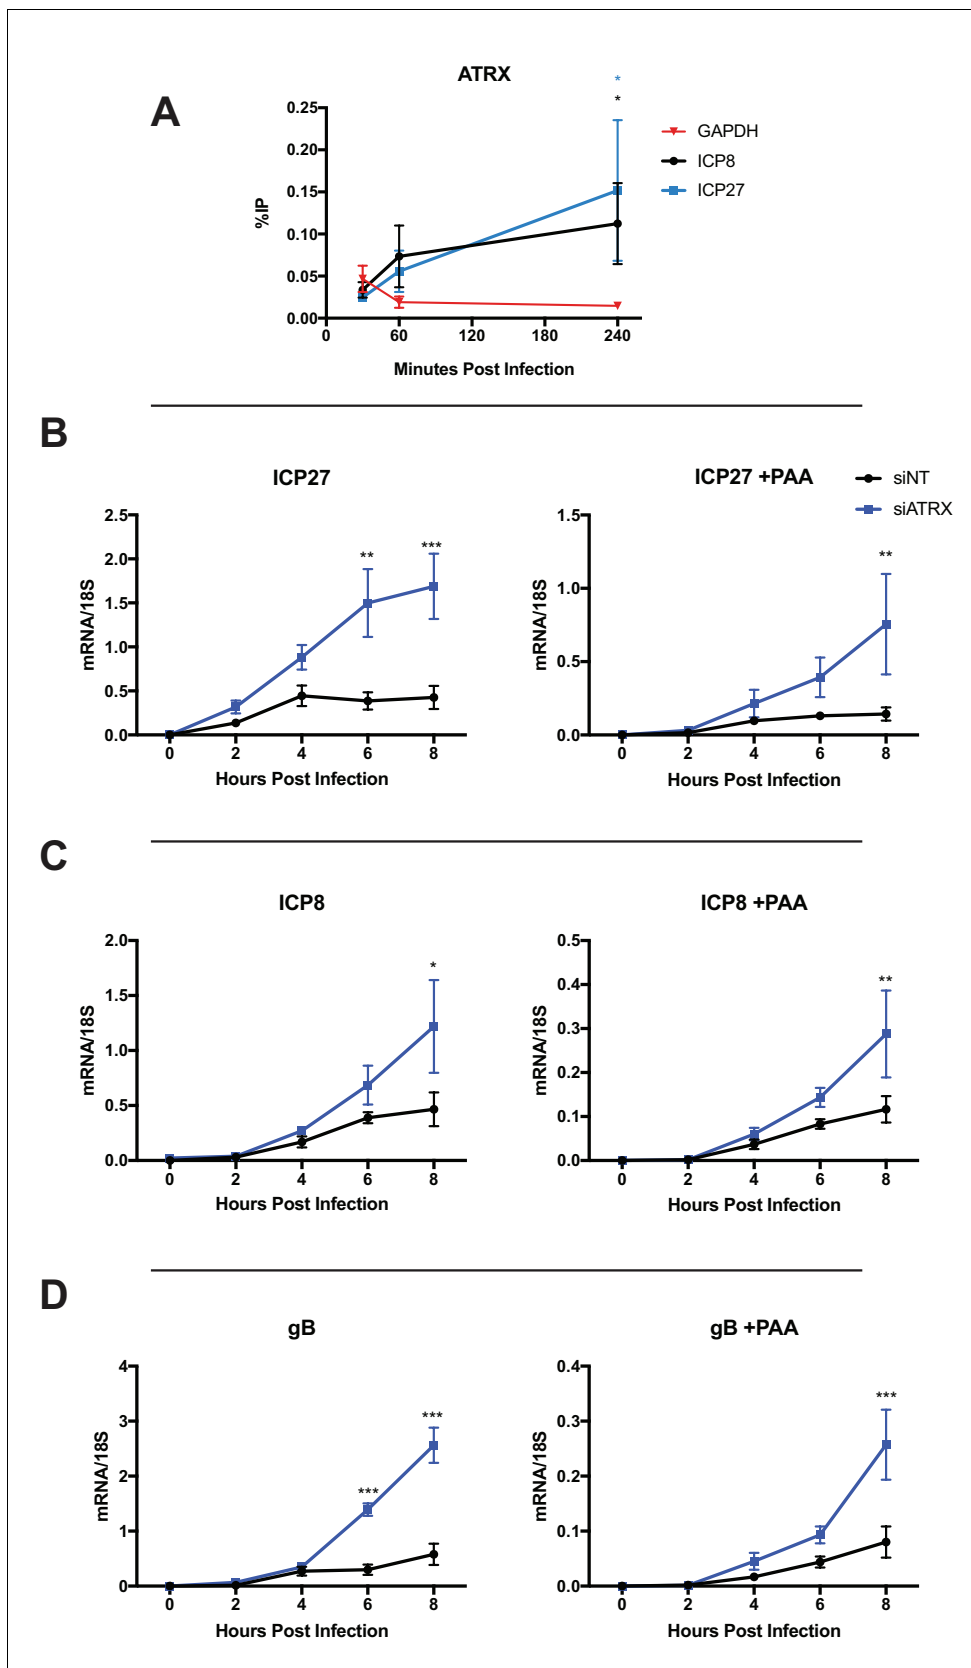 A
ATRX
*
*
0.25
0.20
0.15
0.10
0.05
0.00
%IP
0
60
120
180
240
Minutes Post Infection
GAPDH
ICP8
ICP27
B
ICP27
2.5
2.0
1.5
1.0
0.5
0.0
mRNA/18S
**
***
0
2
4
6
8
Hours Post Infection
ICP27 +PAA
siNT
siATRX
1.5
1.0
0.5
0.0
mRNA/18S
**
0
2
4
6
8
Hours Post Infection
C
ICP8
2.0
1.5
1.0
0.5
0.0
mRNA/18S
*
0
2
4
6
8
Hours Post Infection
ICP8 +PAA
0.5
0.4
0.3
0.2
0.1
0.0
mRNA/18S
**
0
2
4
6
8
Hours Post Infection
D
gB
4
3
2
1
0
mRNA/18S
***
***
0
2
4
6
8
Hours Post Infection
gB +PAA
0.4
0.3
0.2
0.1
0.0
mRNA/18S
***
0
2
4
6
8
Hours Post Infection